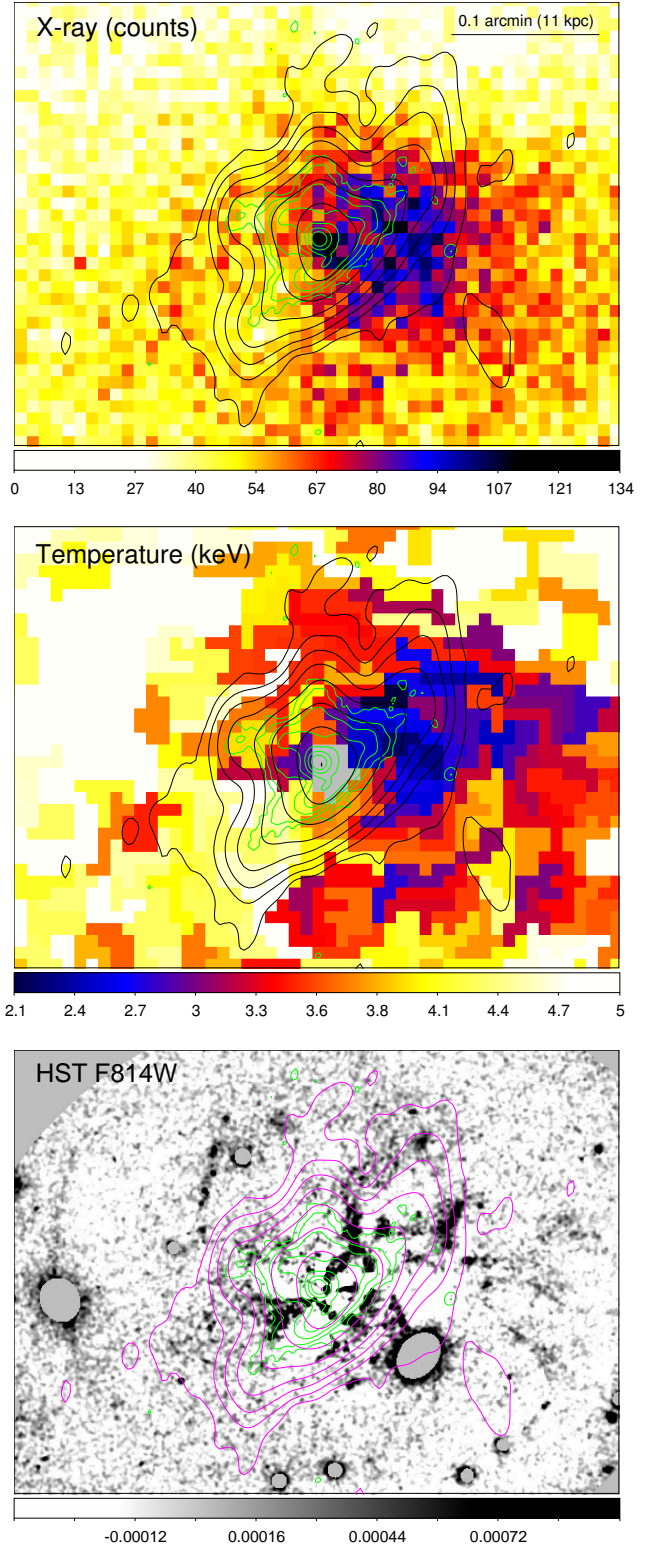 X-ray (counts)
0.1 arcmin (11 kpc)
0 13 27 40 54 67 80 94 107 121 134
Temperature (keV)
2.1 2.4 2.7 3 3.3 3.6 3.8 4.1 4.4 4.7 5
HST F814W
-0.00012 0.00016 0.00044 0.00072